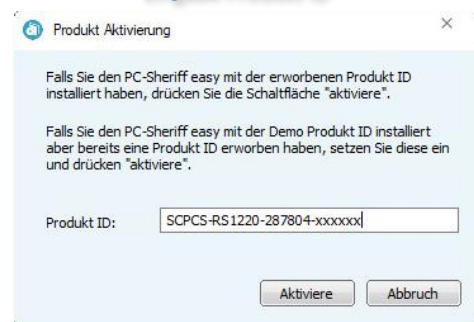 Produkt Aktivierung
Falls Sie den PC-Sheriff easy mit der erworbenen Produkt ID
installiert haben, drücken Sie die Schaltfläche "aktiviere".
Falls Sie den PC-Sheriff easy mit der Demo Produkt ID installiert
aber bereits eine Produkt ID erworben haben, setzen Sie diese ein
und drücken "aktiviere".
Produkt ID:
SCPCS-RS1220-287804-xxxxxx
Aktiviere
Abbruch